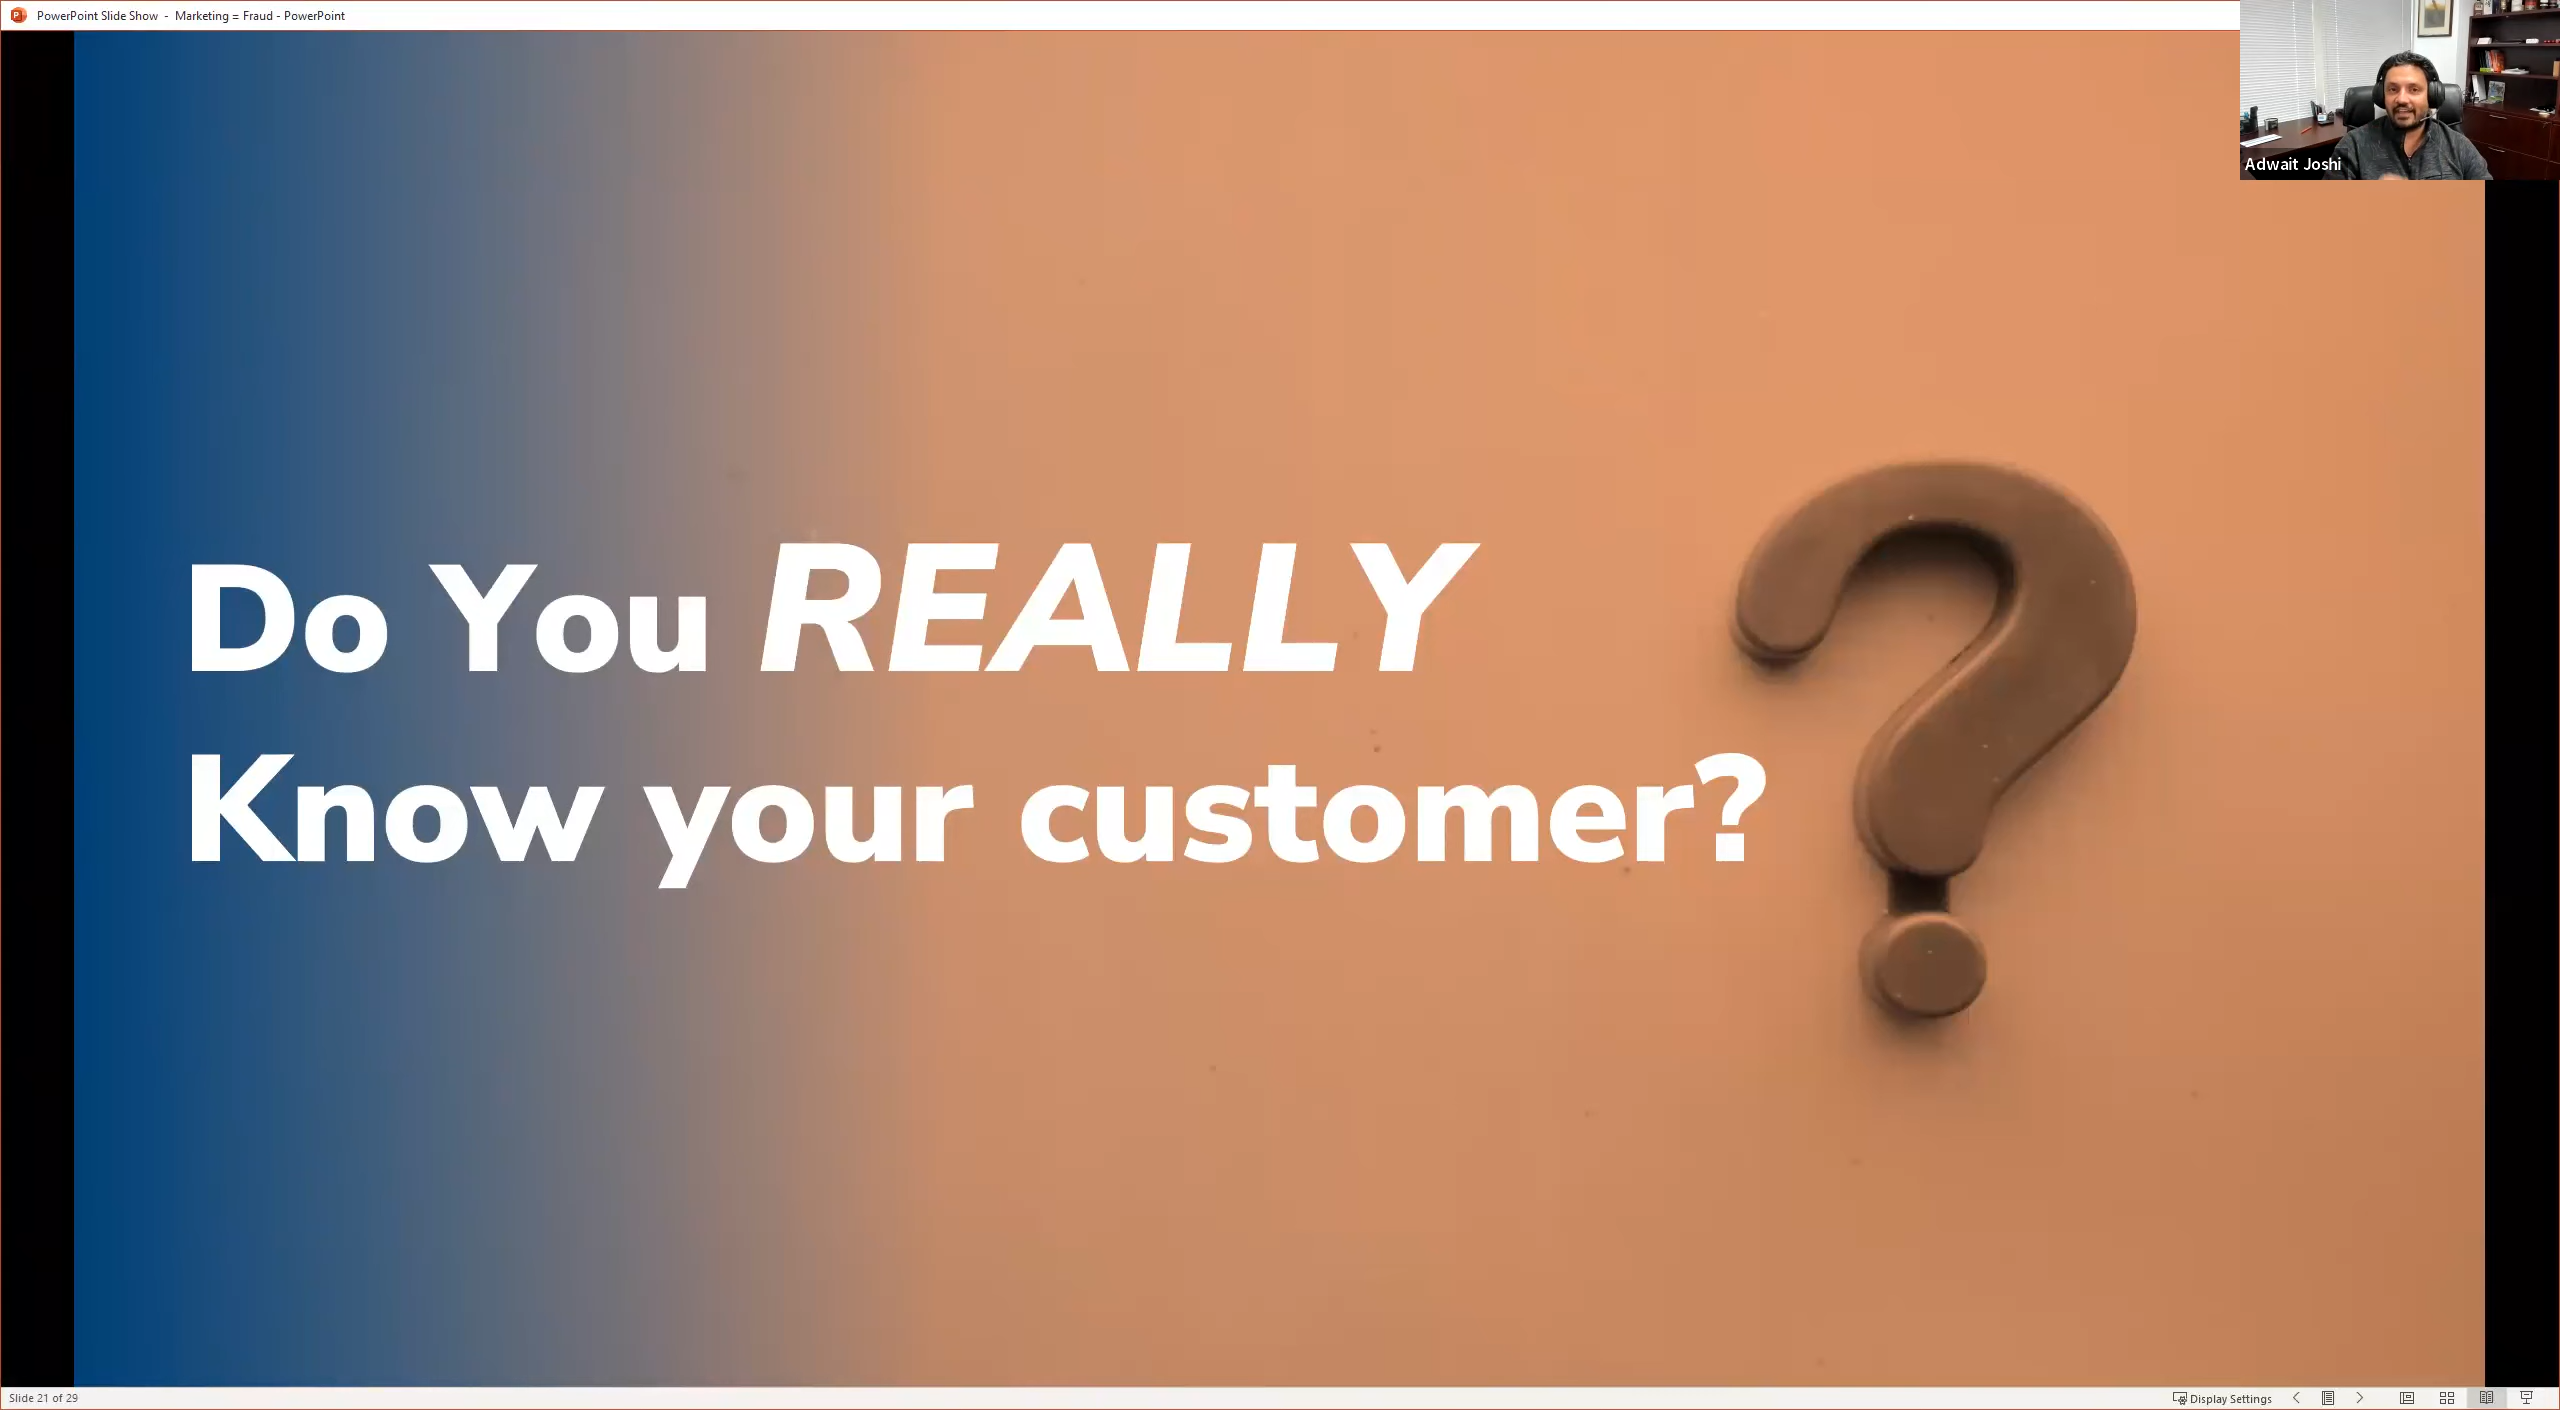 PowerPoint Slide Show - Marketing = Fraud - PowerPoint
Adwait Joshi
Do You REALLY
Know your customer?
Slide 21 of 29
Display Settings